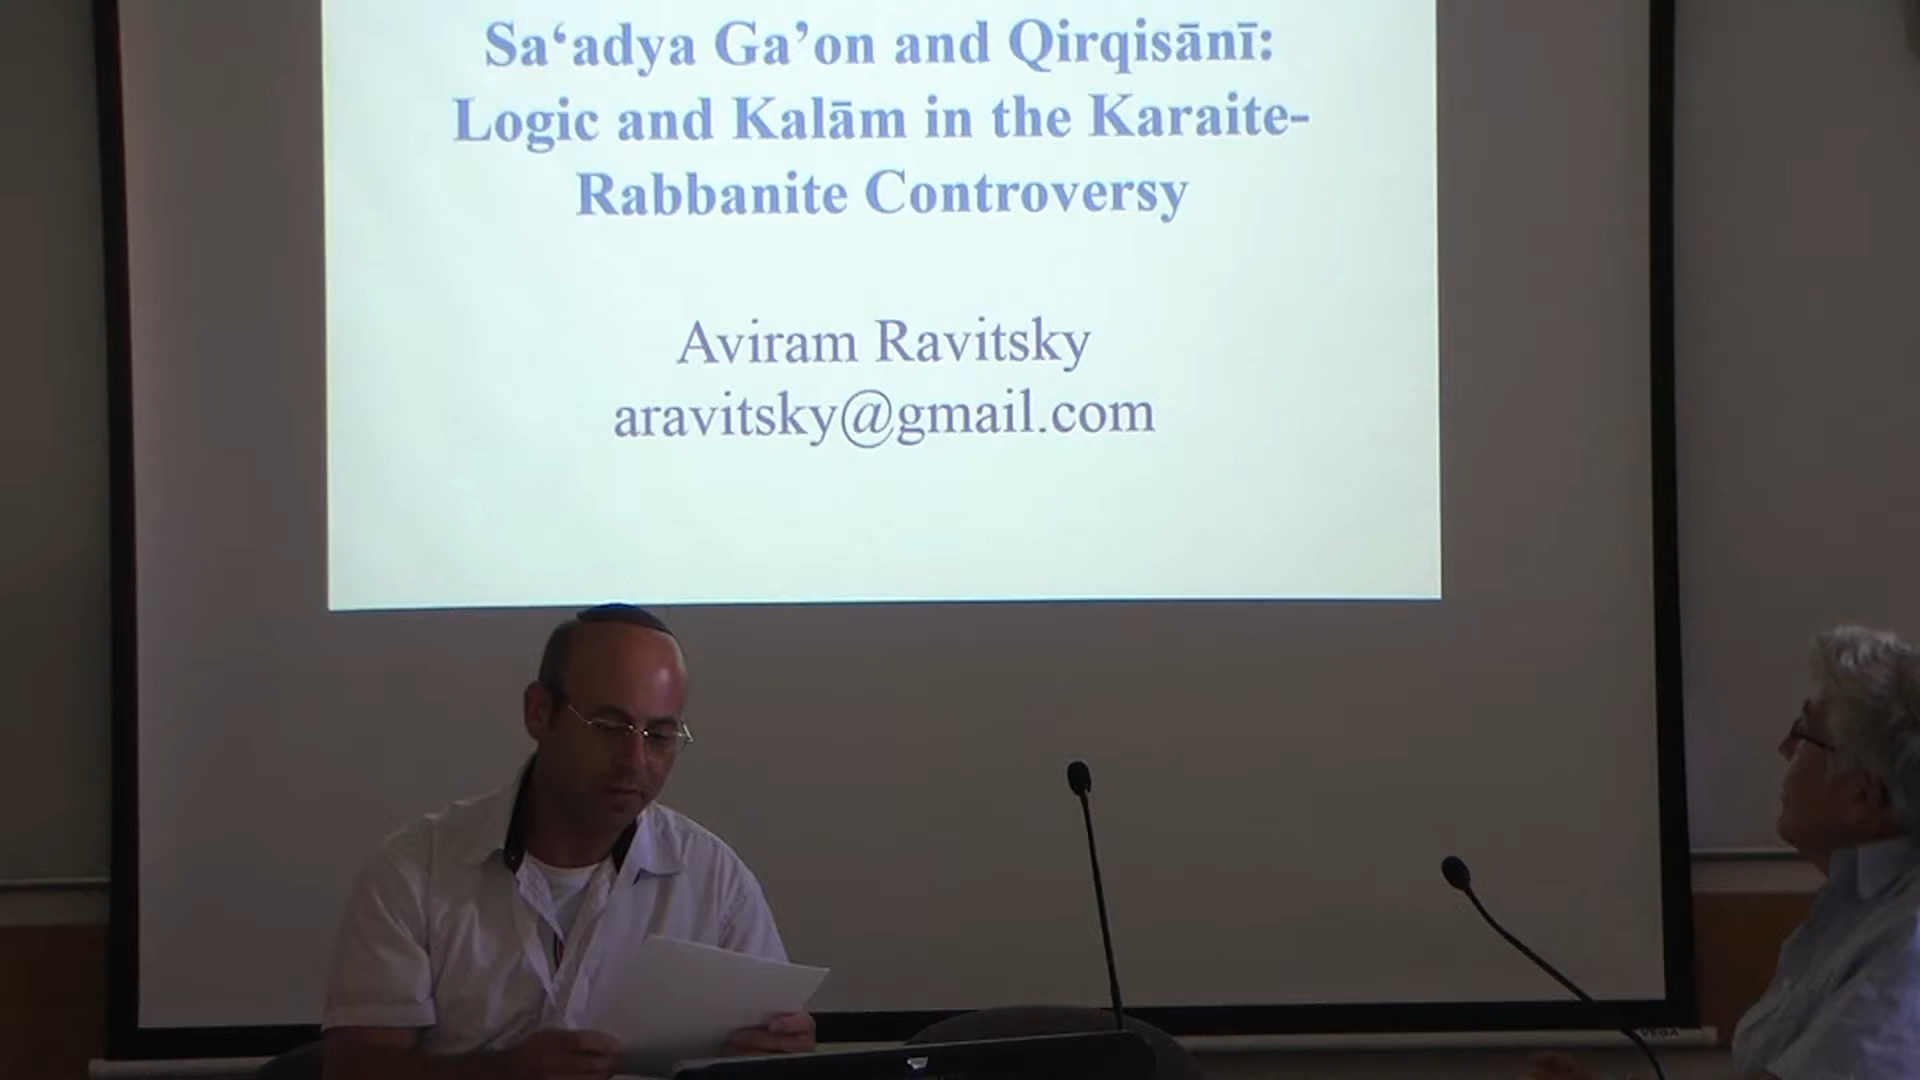 Sa‘adya Ga’on and Qirqisānī:
Logic and Kalām in the Karaite-
Rabbanite Controversy
Aviram Ravitsky
aravitsky@gmail.com
VEGA